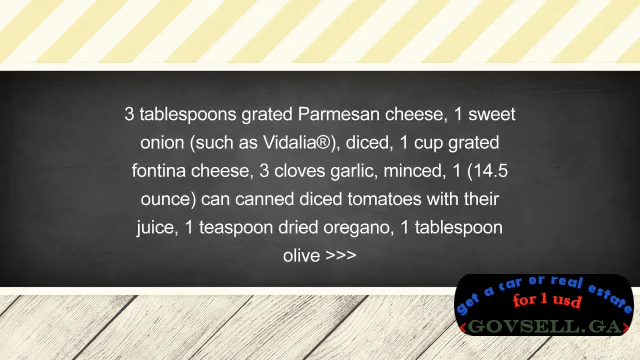 3 tablespoons grated Parmesan cheese, 1 sweet
onion (such as Vidalia®), diced, 1 cup grated
fontina cheese, 3 cloves garlic, minced, 1 (14.5
ounce) can canned diced tomatoes with their
juice, 1 teaspoon dried oregano, 1 tablespoon
olive >>>
get a car or real estate
for 1 usd
<GOVSELL.GA>